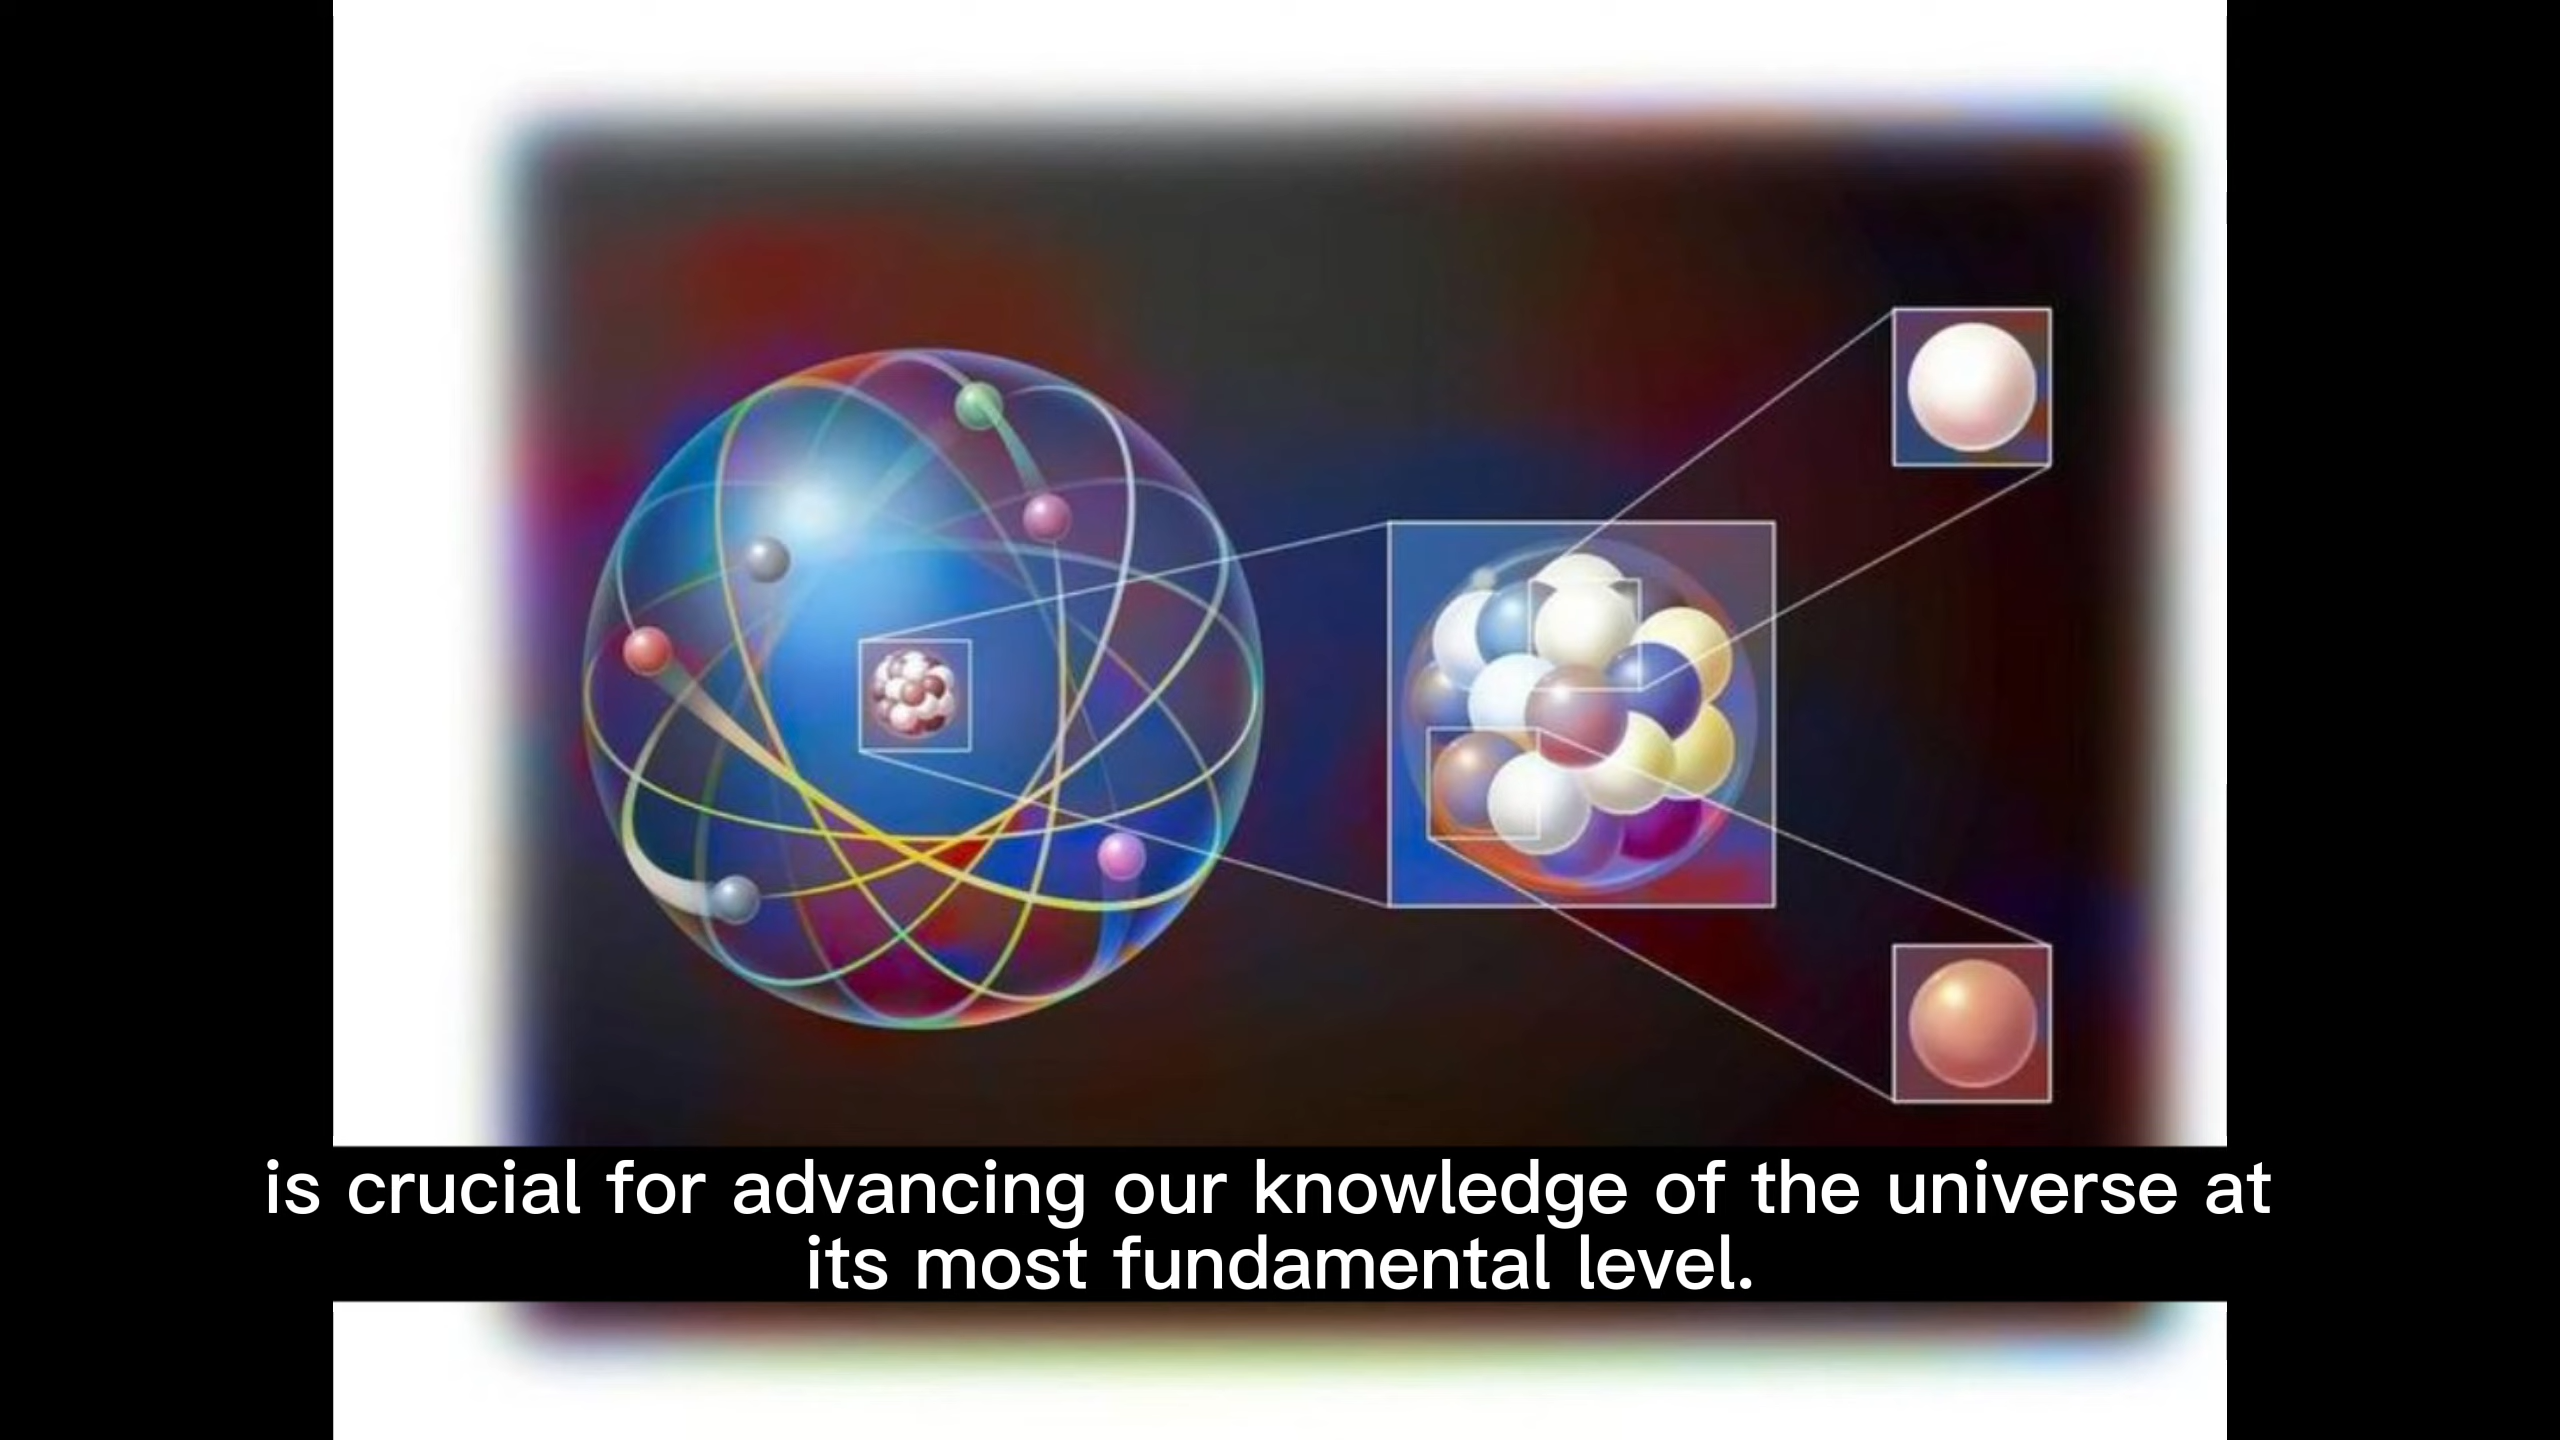 is crucial for advancing our knowledge of the universe at
its most fundamental level.